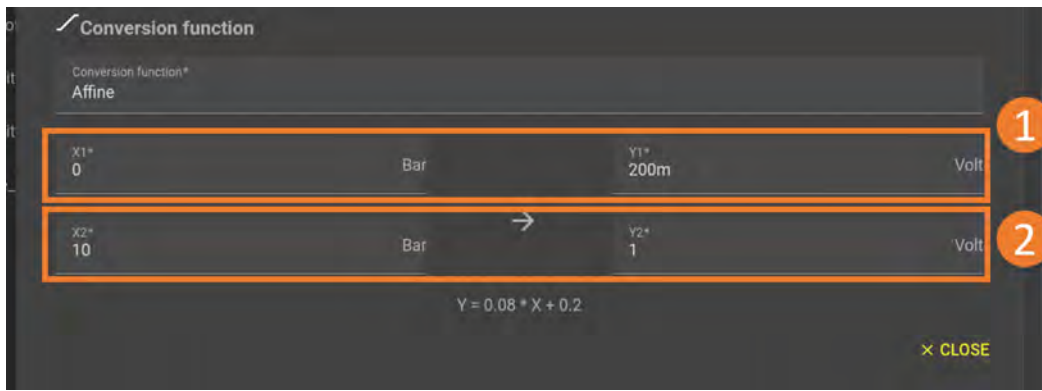 Conversion function
Conversion function*
Affine
1
X1* Y1*
0 Bar 200m Volt
X2* Y2*
10 Bar → 1 Volt
2
Y = 0.08 * X + 0.2
× CLOSE